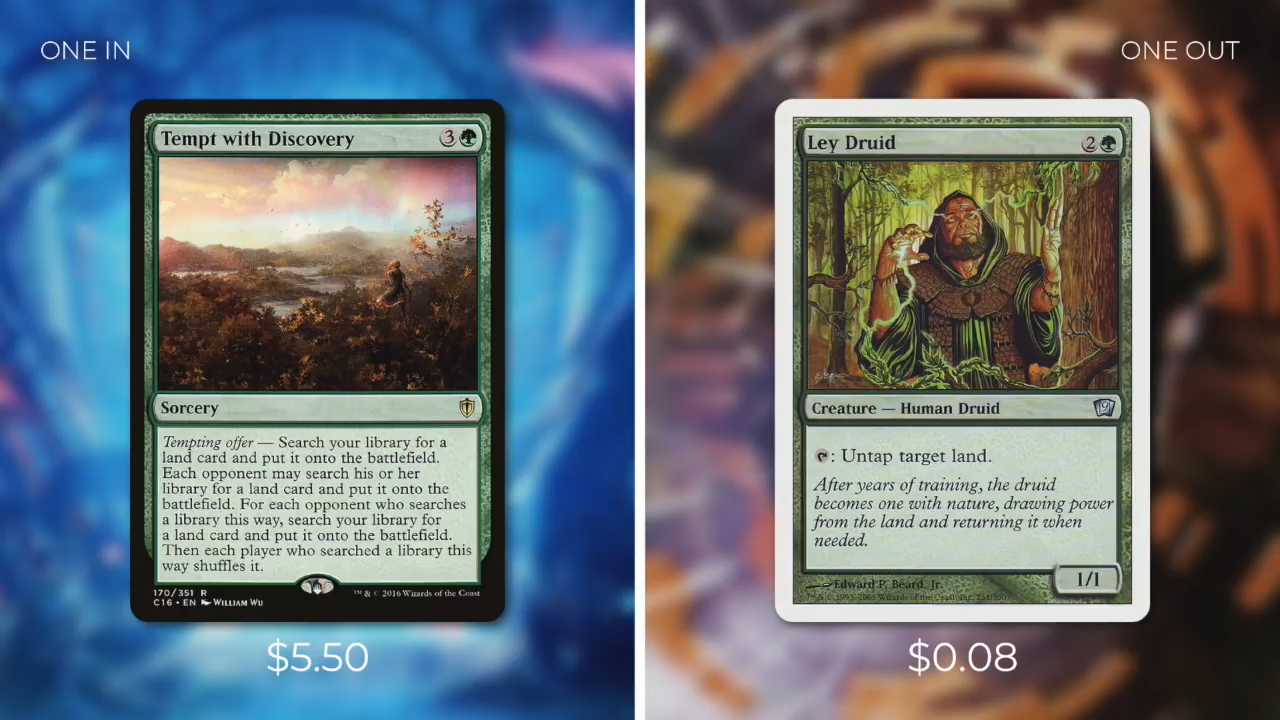 ONE IN
Tempt with Discovery 3
Sorcery
Tempting offer — Search your library for a
land card and put it onto the battlefield.
Each opponent may search his or her
library for a land card and put it onto the
battlefield. For each opponent who searches
a library this way, search your library for
a land card and put it onto the battlefield.
Then each player who searched a library this
way shuffles it.
170/351 R
C16 • EN WILLIAM WU
™ & © 2016 Wizards of the Coast
$5.50
ONE OUT
Ley Druid 2
Creature — Human Druid
9
: Untap target land.
After years of training, the druid
becomes one with nature, drawing power
from the land and returning it when
needed.
1/1
Edward P. Beard, Jr.
$0.08